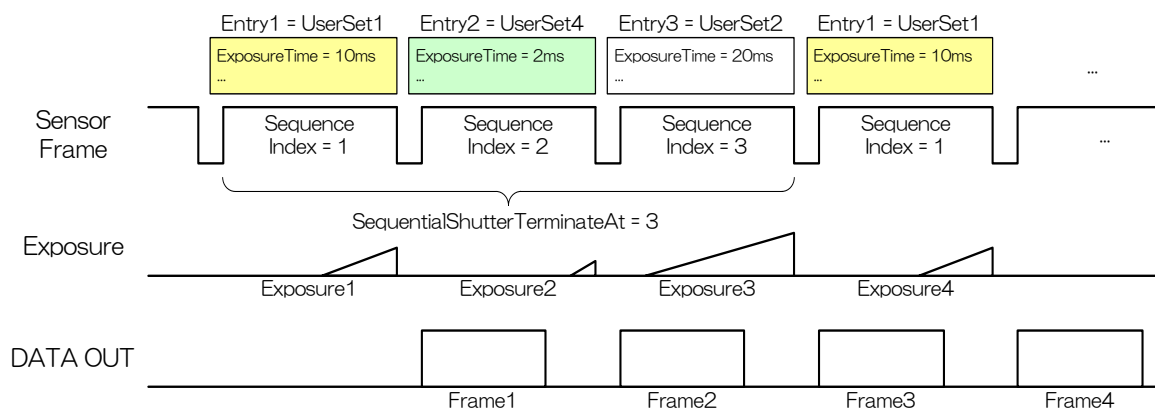 Entry1 = UserSet1
Entry2 = UserSet4
Entry3 = UserSet2
Entry1 = UserSet1
ExposureTime = 10ms
...
ExposureTime = 2ms
...
ExposureTime = 20ms
...
ExposureTime = 10ms
...
...
Sensor
Frame
Sequence
Index = 1
Sequence
Index = 2
Sequence
Index = 3
Sequence
Index = 1
...
SequentialShutterTerminateAt = 3
Exposure
Exposure1
Exposure2
Exposure3
Exposure4
DATA OUT
Frame1
Frame2
Frame3
Frame4